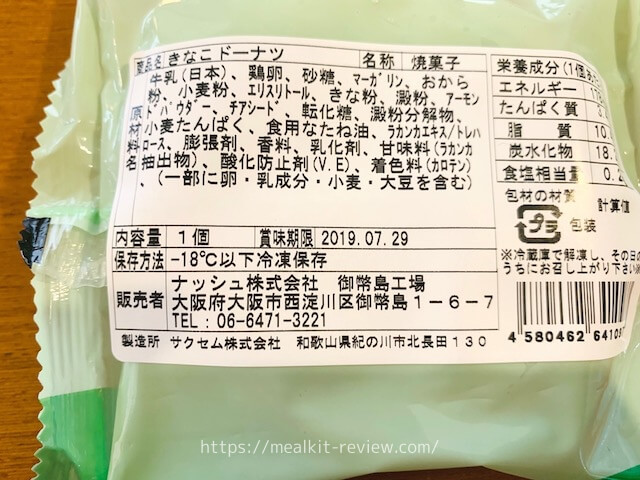 商品名 きなこドーナツ 名称 焼菓子
原材料名
牛乳(日本)、鶏卵、砂糖、マーガリン、おから
粉、小麦粉、エリスリトール、きな粉、澱粉、アーモン
ドパウダー、チアシード、転化糖、澱粉分解物、
小麦たんぱく、食用なたね油、ラカンカエキス/トレハ
ロース、膨張剤、香料、乳化剤、甘味料(ラカンカ
抽出物)、酸化防止剤(V.E)、着色料(カロテン)、
、(一部に卵・乳成分・小麦・大豆を含む)
内容量 1個 賞味期限 2019.07.29
保存方法 -18℃以下冷凍保存
販売者
ナッシュ株式会社 御幣島工場
大阪府大阪市西淀川区御幣島1-6-7
TEL:06-6471-3221
製造所 サクセム株式会社 和歌山県紀の川市北長田130
栄養成分(1個あ
エネルギー
たんぱく質
脂質 10.
炭水化物 18.
食塩相当量 0.2
包材の材質 計算値
プラ 包装
※冷蔵庫で解凍し、その日の
うちにお召し上がり下さい※
4 580462 64109
https://mealkit-review.com/